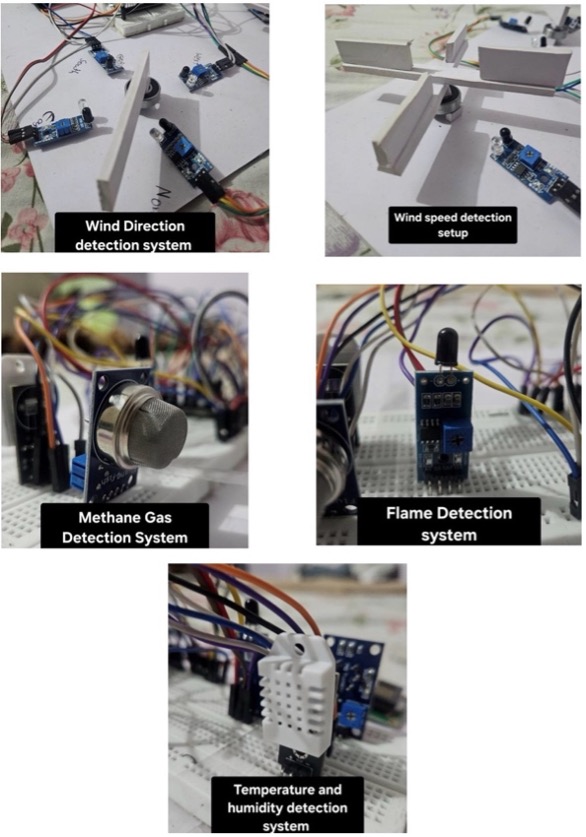 South
Wind Direction
detection system
Wind speed detection
setup
Methane Gas
Detection System
Flame Detection
system
Temperature and
humidity detection
system